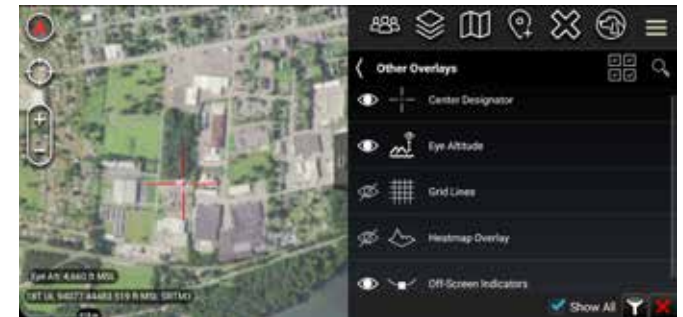 Other Overlays
Center Designator
Eye Altitude
Grid Lines
Heatmap Overlay
Off-Screen Indicators
Show All
Eye Alt: 4,660 ft MSL